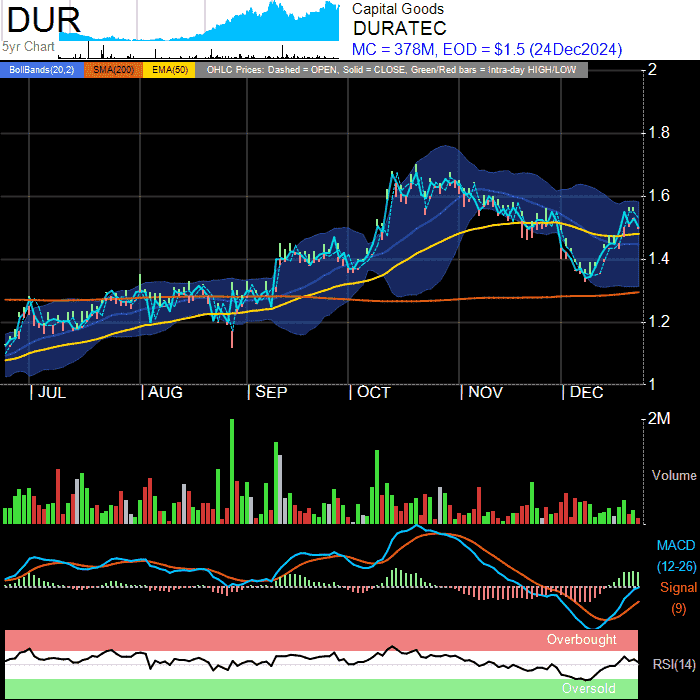 DUR
5yr Chart
Capital Goods
DURATEC
MC = 378M, EOD = $1.5 (24Dec2024)
BollBands(20,2) SMA(200) EMA(50) OHLC Prices: Dashed = OPEN, Solid = CLOSE, Green/Red bars = Intra-day HIGH/LOW
2
1.8
1.6
1.4
1.2
1
| JUL | AUG | SEP | OCT | NOV | DEC
2M
Volume
MACD
(12-26)
Signal
(9)
Overbought
RSI(14)
Oversold